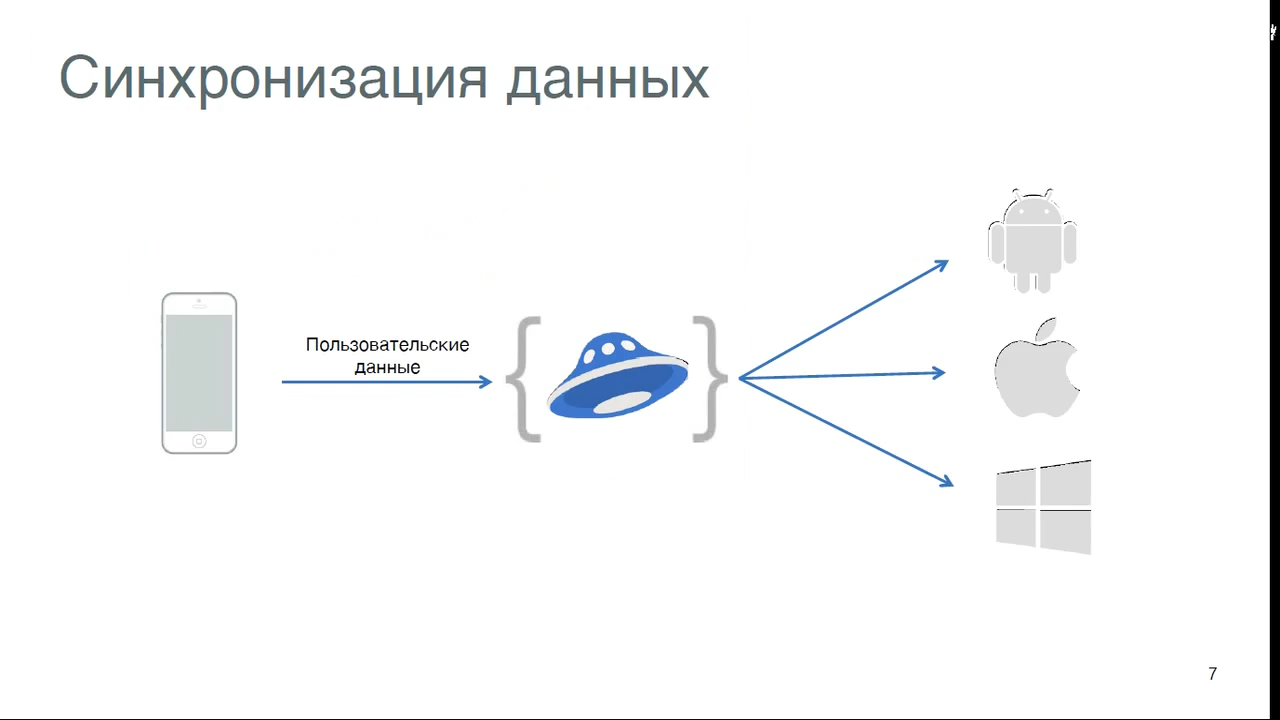 Синхронизация данных
Пользовательские
данные
{ }
7